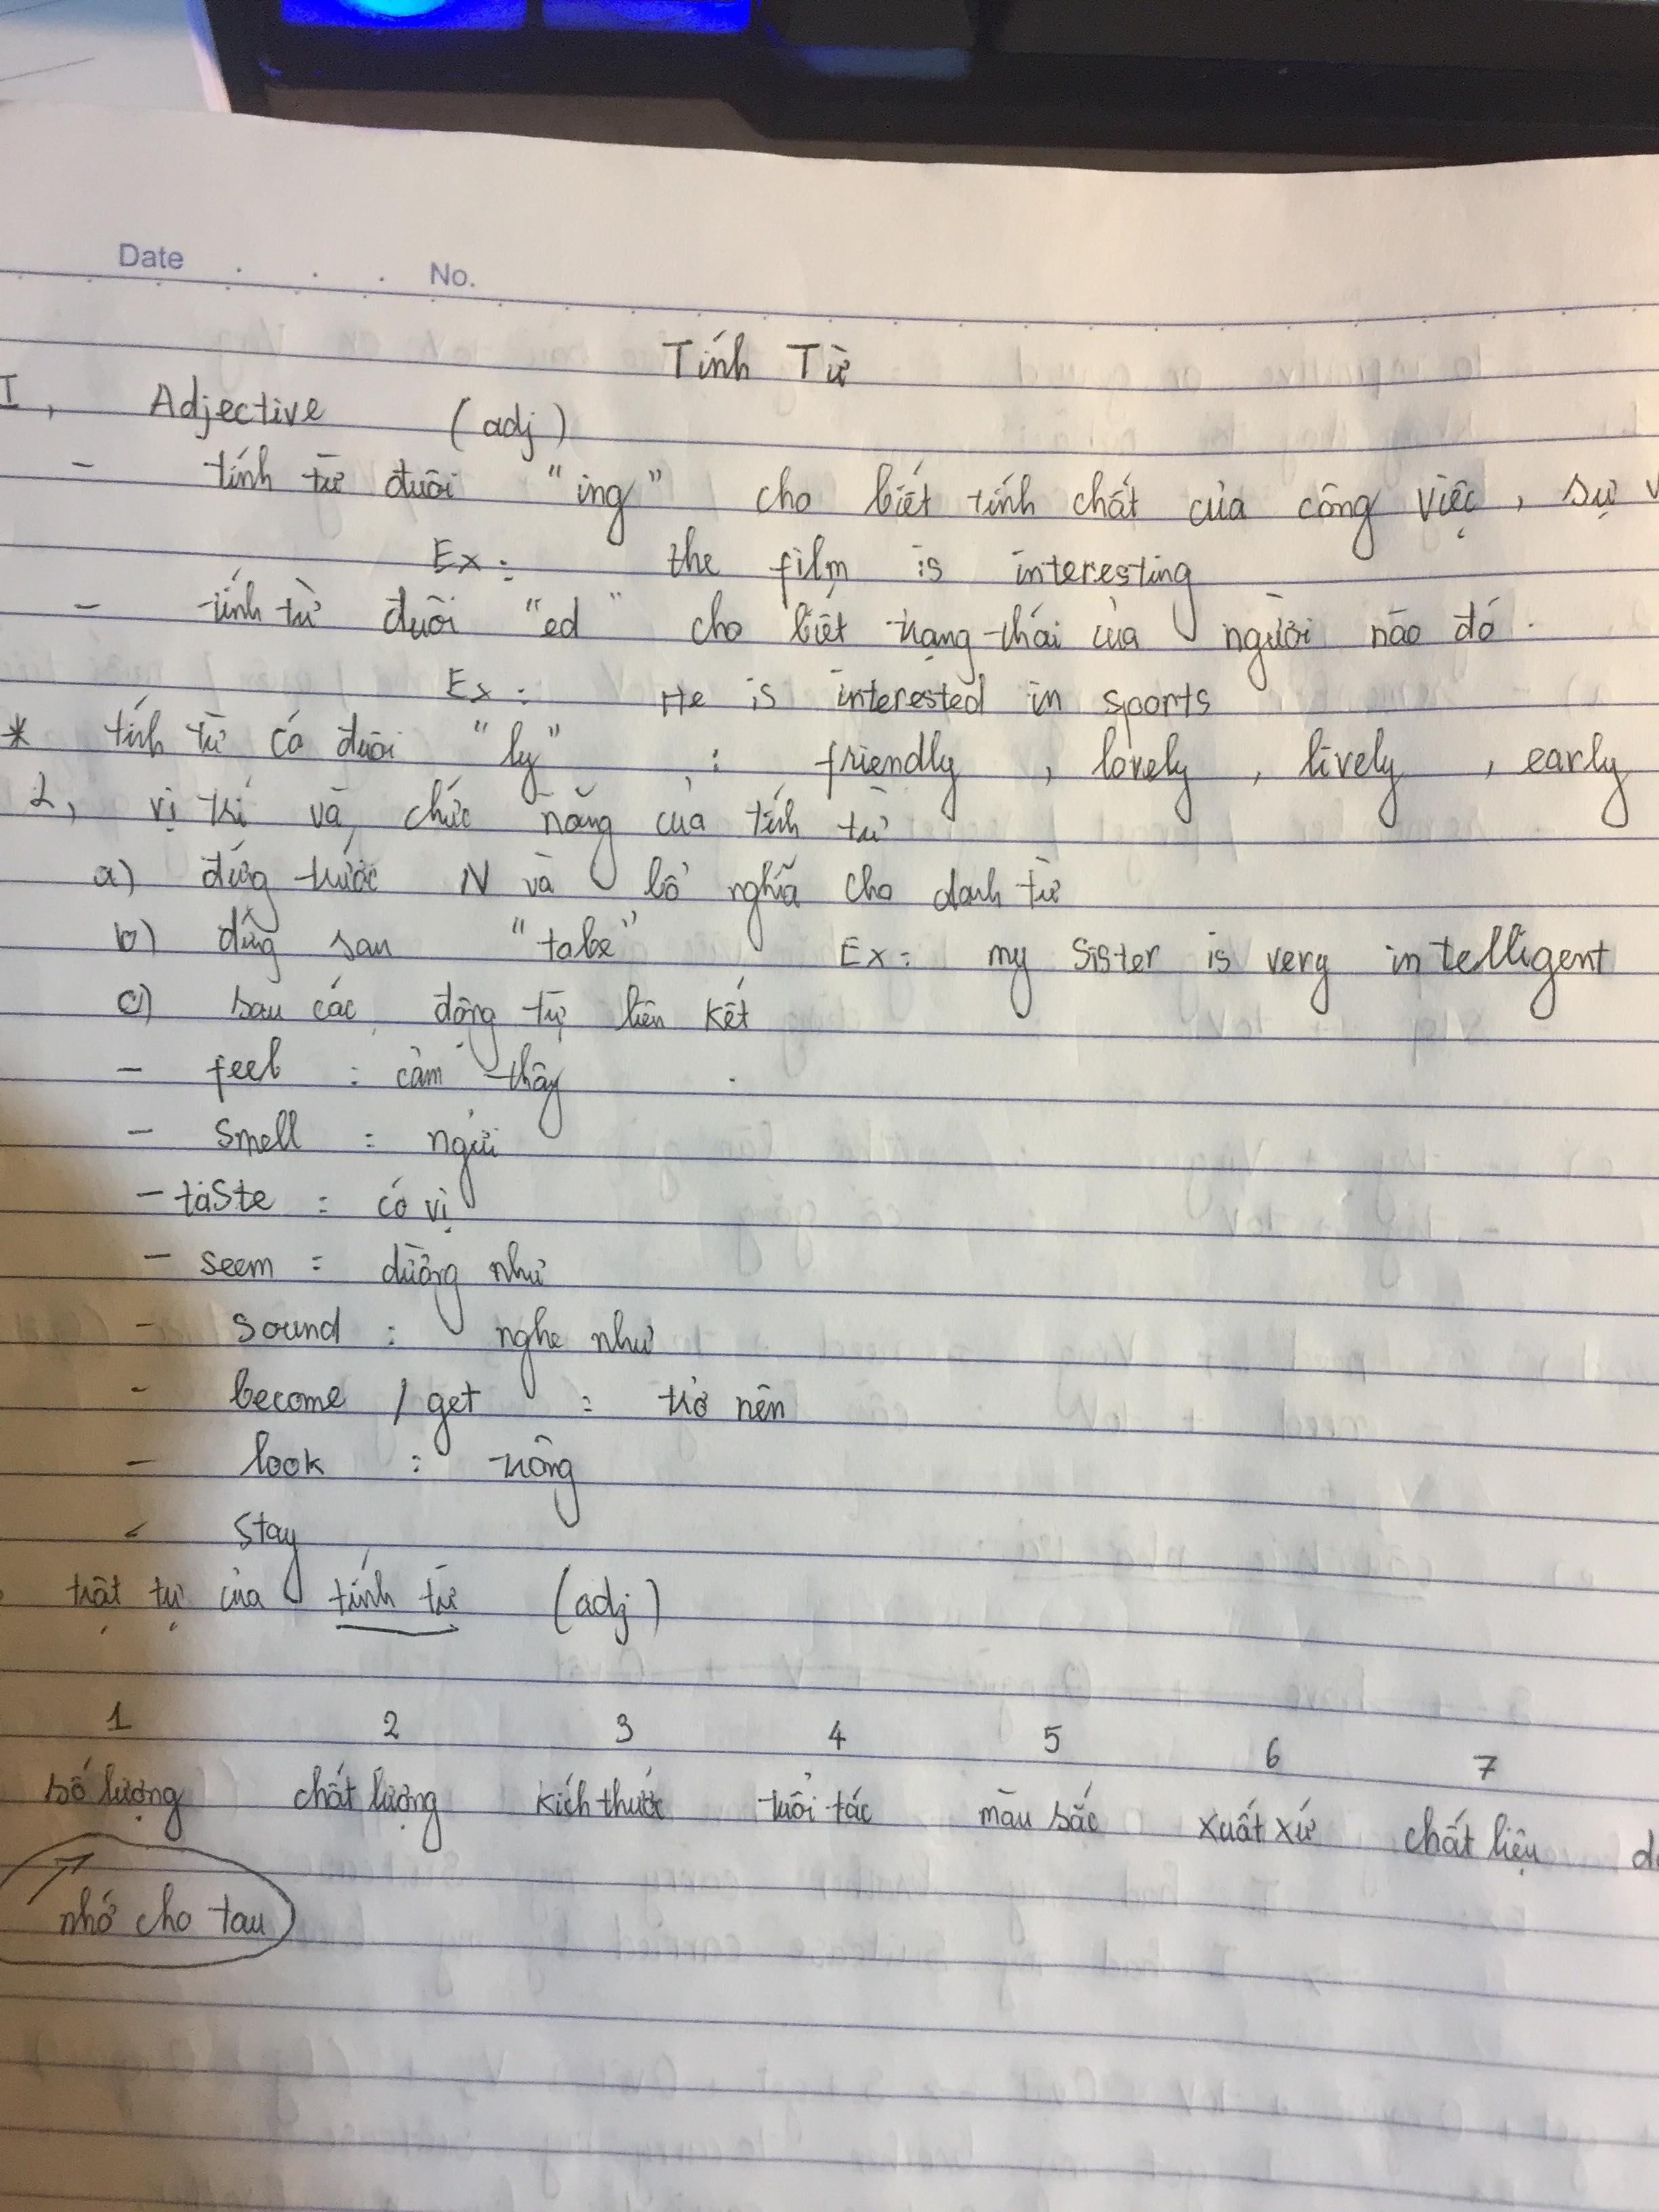 Date No.
Tính Từ
I, Adjective (adj)
- tính từ đuôi "ing" cho biết tính chất của công việc, sự
Ex: the film is interesting
- tính từ đuôi "ed" cho biết trạng thái của người nào đó.
Ex: He is interested in sports
* tính từ có đuôi "ly" : friendly, lovely, lively, early
2, vị trí và chức năng của tính từ
a) đứng trước N và bổ nghĩa cho danh từ
b) đứng sau "tobe" Ex: my sister is very intelligent
c) sau các động từ liên kết
- feel : cảm thấy
- smell : ngửi
- taste : có vị
- seem : dường như
- sound : nghe như
- become / get : trở nên
- look : trông
- stay
trật tự của tính từ (adj)
1 2 3 4 5 6 7
số lượng chất lượng kích thước tuổi tác màu sắc xuất xứ chất liệu
nhớ cho tau